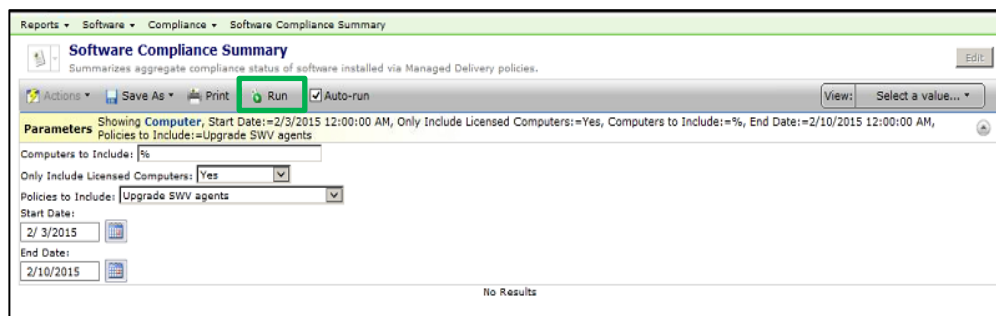 Reports Software Compliance Software Compliance Summary
Software Compliance Summary
Summarizes aggregate compliance status of software installed via Managed Delivery policies.
Edit
Actions Save As Print Run Auto-run View: Select a value...
Parameters Showing Computer, Start Date:=2/3/2015 12:00:00 AM, Only Include Licensed Computers:=Yes, Computers to Include:=%, End Date:=2/10/2015 12:00:00 AM,
Policies to Include:=Upgrade SWV agents
Computers to Include: %
Only Include Licensed Computers: Yes
Policies to Include: Upgrade SWV agents
Start Date:
2/ 3/2015
End Date:
2/10/2015
No Results